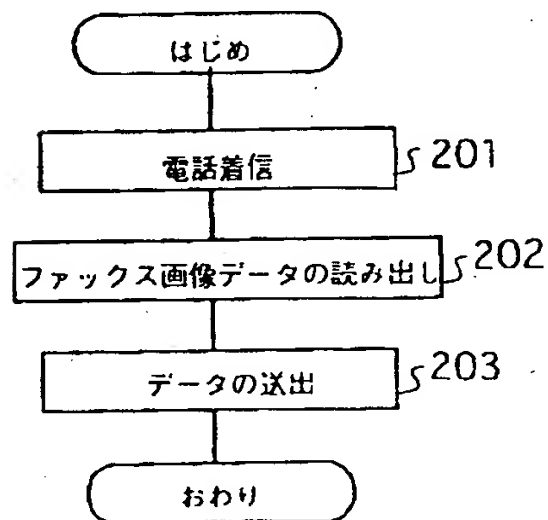 はじめ
電話着信 201
ファックス画像データの読み出し 202
データの送出 203
おわり